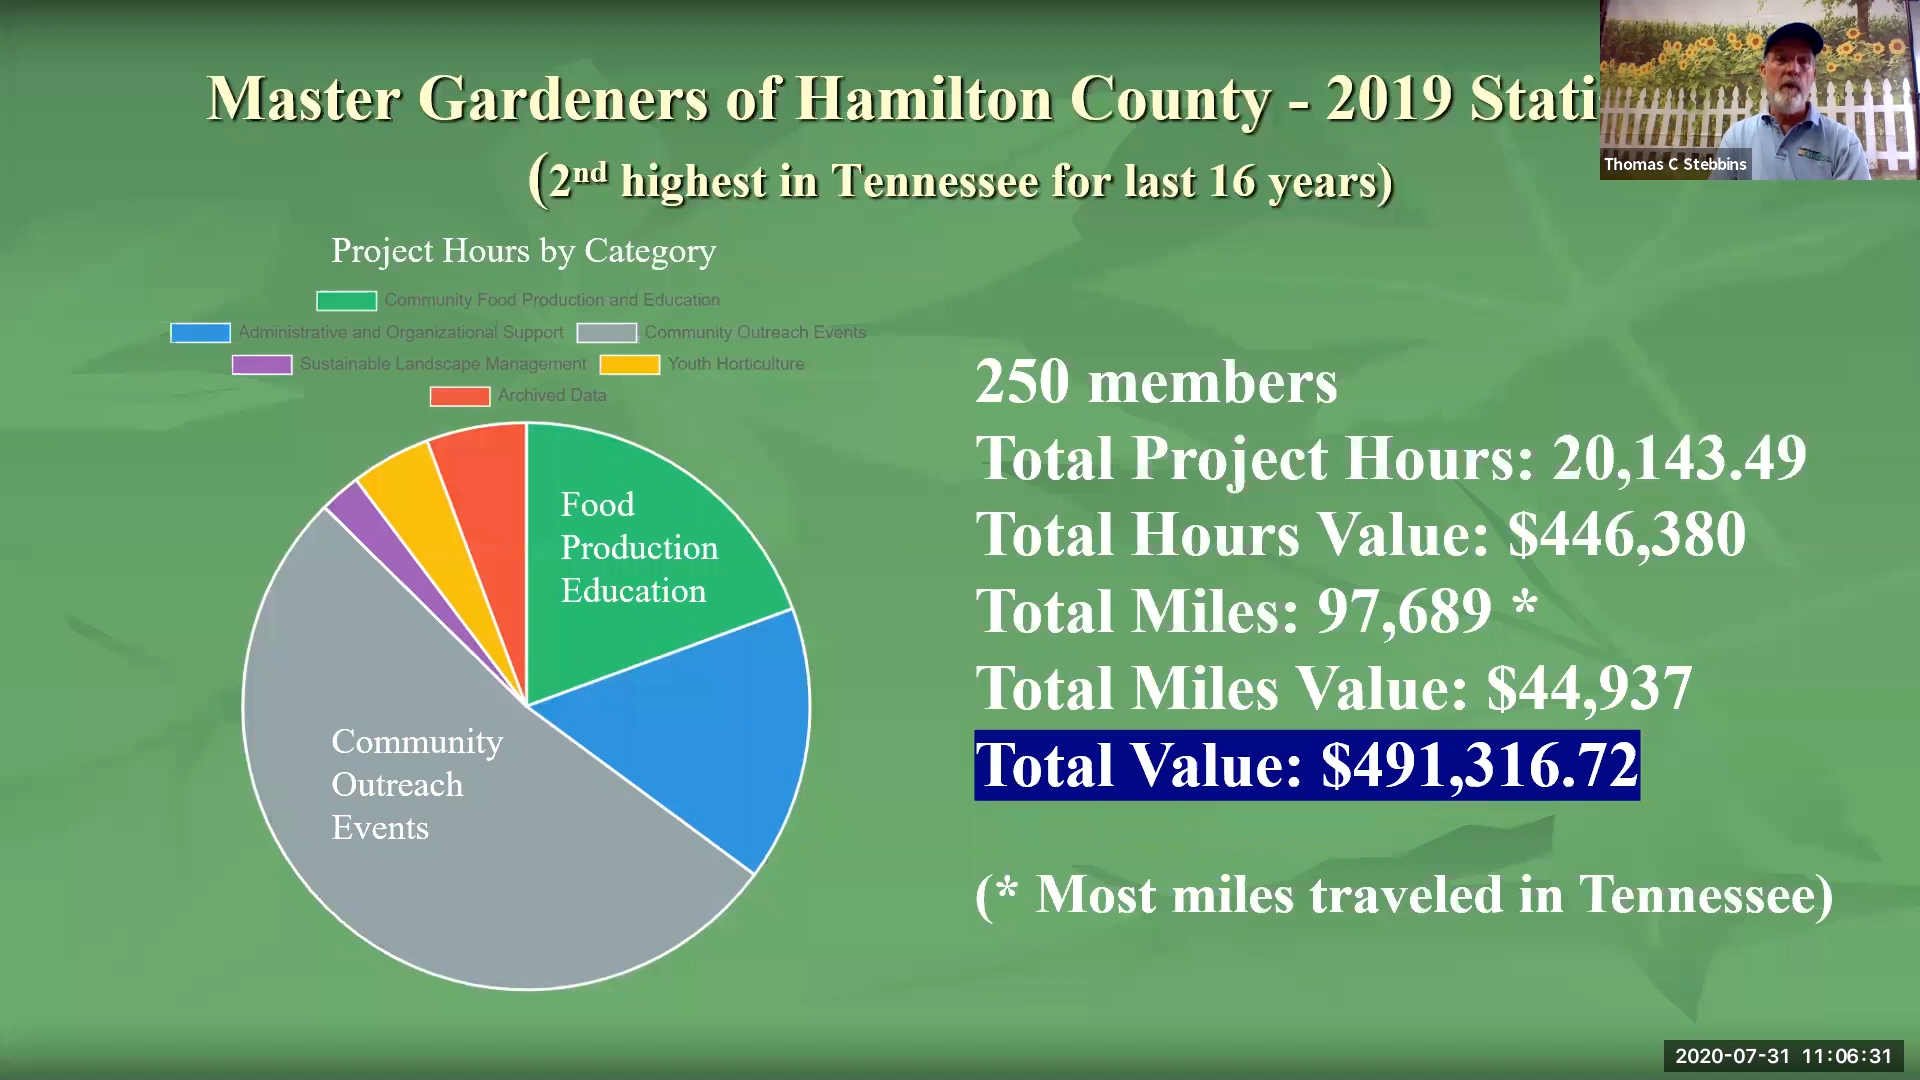 Master Gardeners of Hamilton County - 2019 Stati
(2nd highest in Tennessee for last 16 years)
Thomas C Stebbins
Project Hours by Category
Community Food Production and Education
Administrative and Organizational Support Community Outreach Events
Sustainable Landscape Management Youth Horticulture
Archived Data
Food
Production
Education
Community
Outreach
Events
250 members
Total Project Hours: 20,143.49
Total Hours Value: $446,380
Total Miles: 97,689 *
Total Miles Value: $44,937
Total Value: $491,316.72
(* Most miles traveled in Tennessee)
2020-07-31 11:06:31